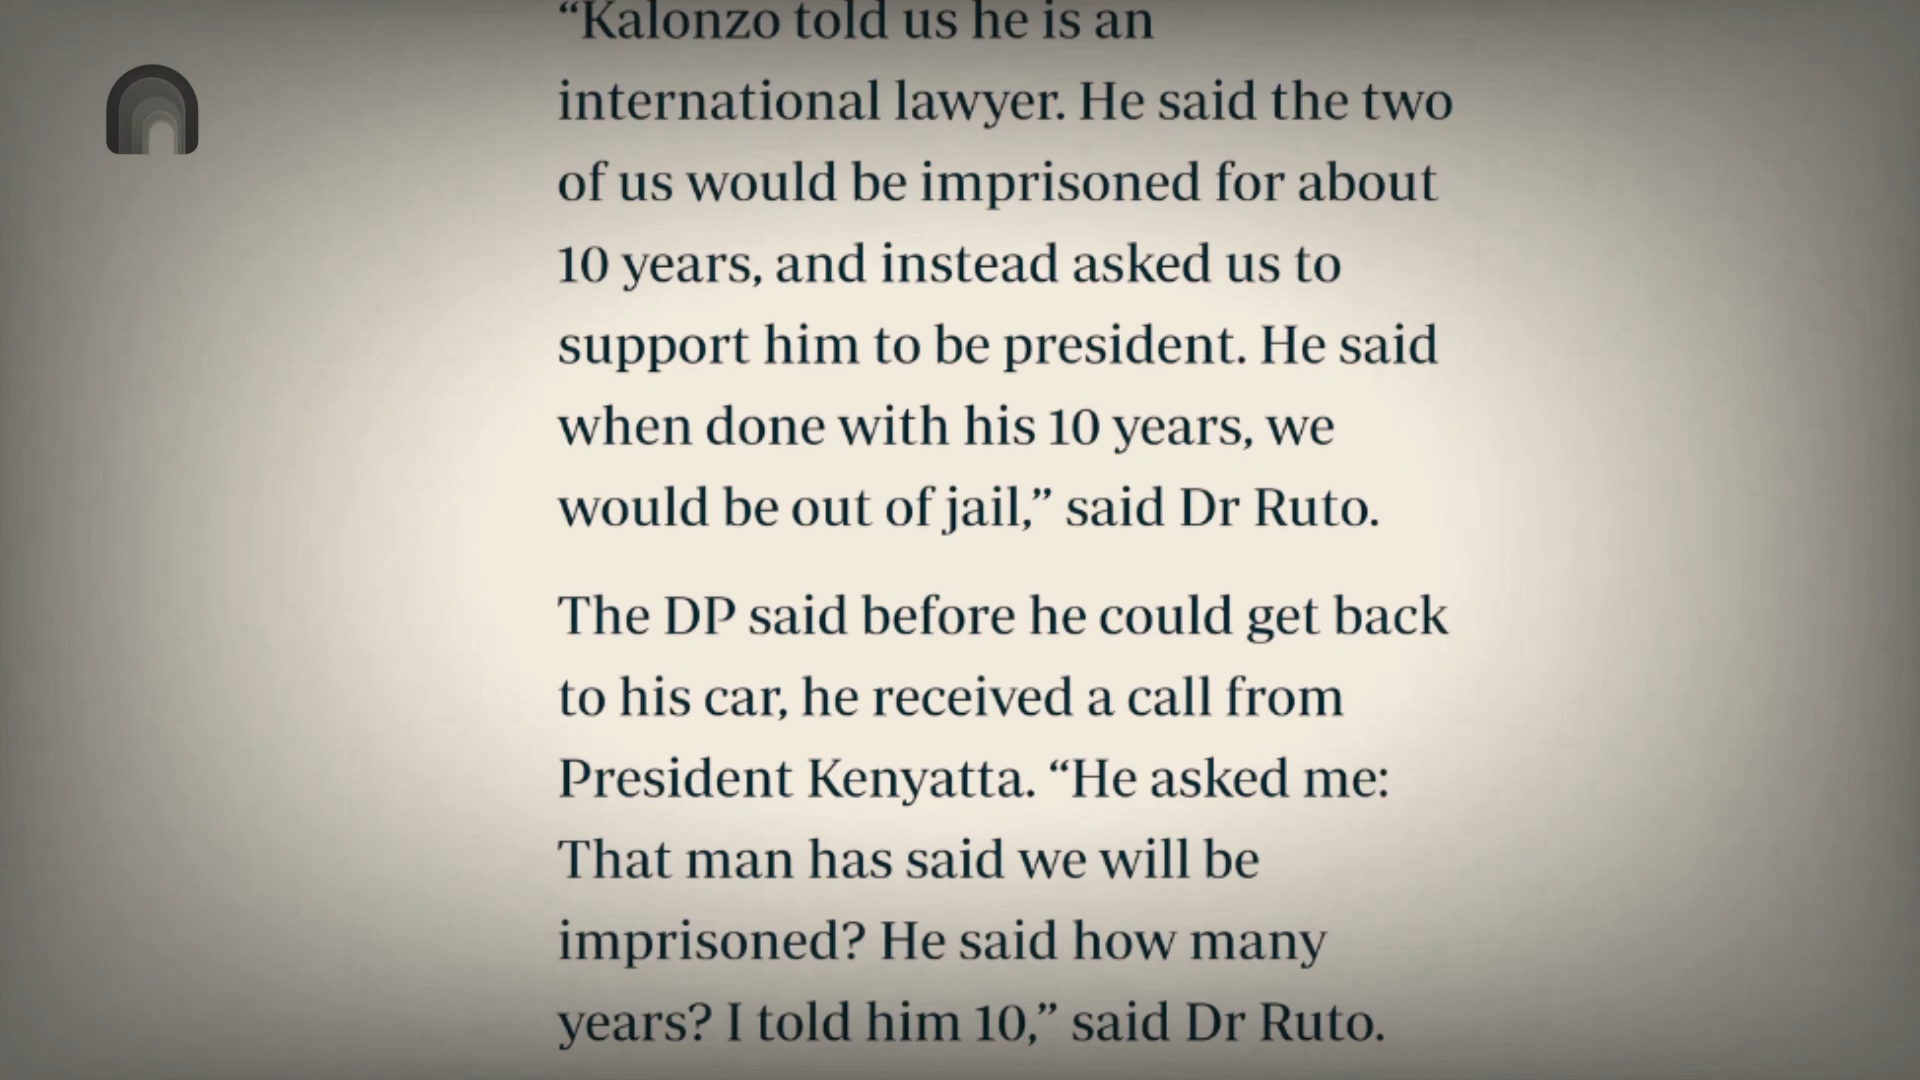 “Kalonzo told us he is an
international lawyer. He said the two
of us would be imprisoned for about
10 years, and instead asked us to
support him to be president. He said
when done with his 10 years, we
would be out of jail,” said Dr Ruto.
The DP said before he could get back
to his car, he received a call from
President Kenyatta. “He asked me:
That man has said we will be
imprisoned? He said how many
years? I told him 10,” said Dr Ruto.